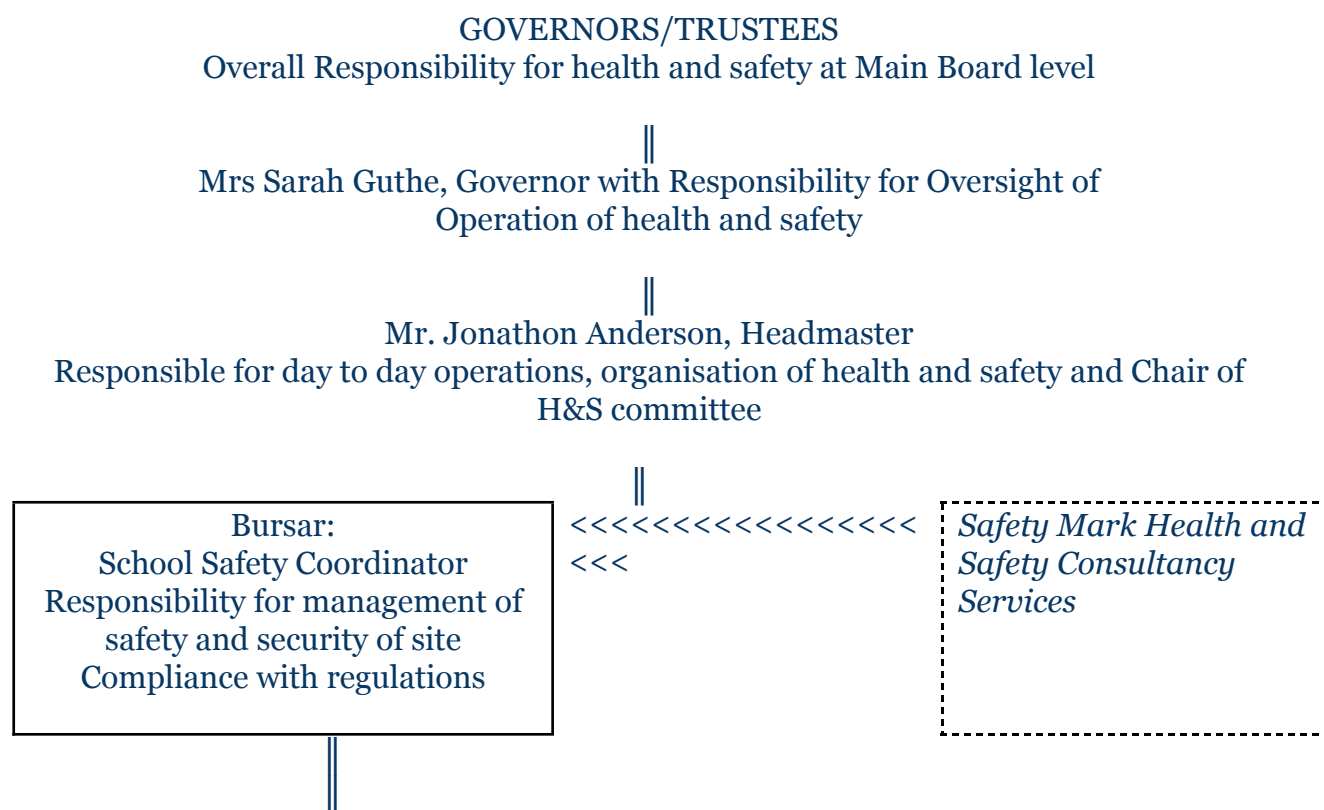 GOVERNORS/TRUSTEES
Overall Responsibility for health and safety at Main Board level
||
Mrs Sarah Guthe, Governor with Responsibility for Oversight of
Operation of health and safety
||
Mr. Jonathon Anderson, Headmaster
Responsible for day to day operations, organisation of health and safety and Chair of
H&S committee
||
Bursar:
School Safety Coordinator
Responsibility for management of
safety and security of site
Compliance with regulations
<<<<<<<<<<<<<<<<<
<<<
Safety Mark Health and
Safety Consultancy
Services
||
||